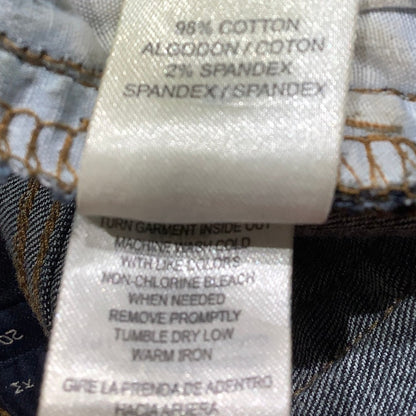 98% COTTON
ALGODON / COTON
2% SPANDEX
SPANDEX / SPANDEX
TURN GARMENT INSIDE OUT
MACHINE WASH COLD
WITH LIKE COLORS
NON-CHLORINE BLEACH
WHEN NEEDED
REMOVE PROMPTLY
TUMBLE DRY LOW
WARM IRON
GIRE LA PRENDA DE ADENTRO
HACIA AFUERA